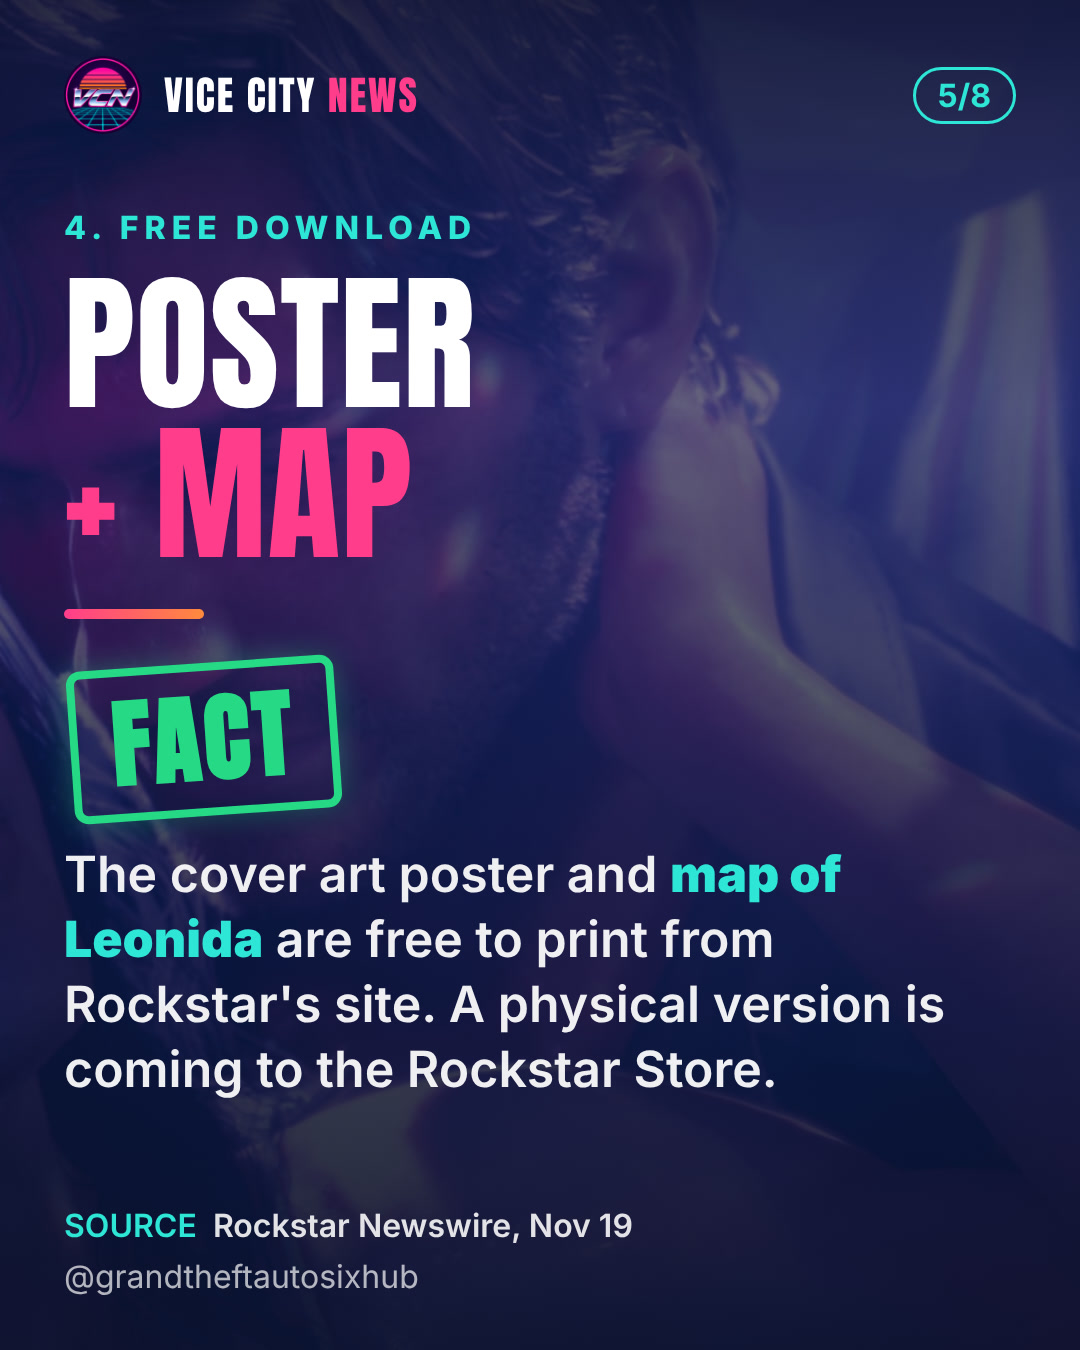 VCN
VICE CITY NEWS
5/8
4. FREE DOWNLOAD
POSTER
+ MAP
FACT
The cover art poster and map of
Leonida are free to print from
Rockstar's site. A physical version is
coming to the Rockstar Store.
SOURCE Rockstar Newswire, Nov 19
@grandtheftautosixhub